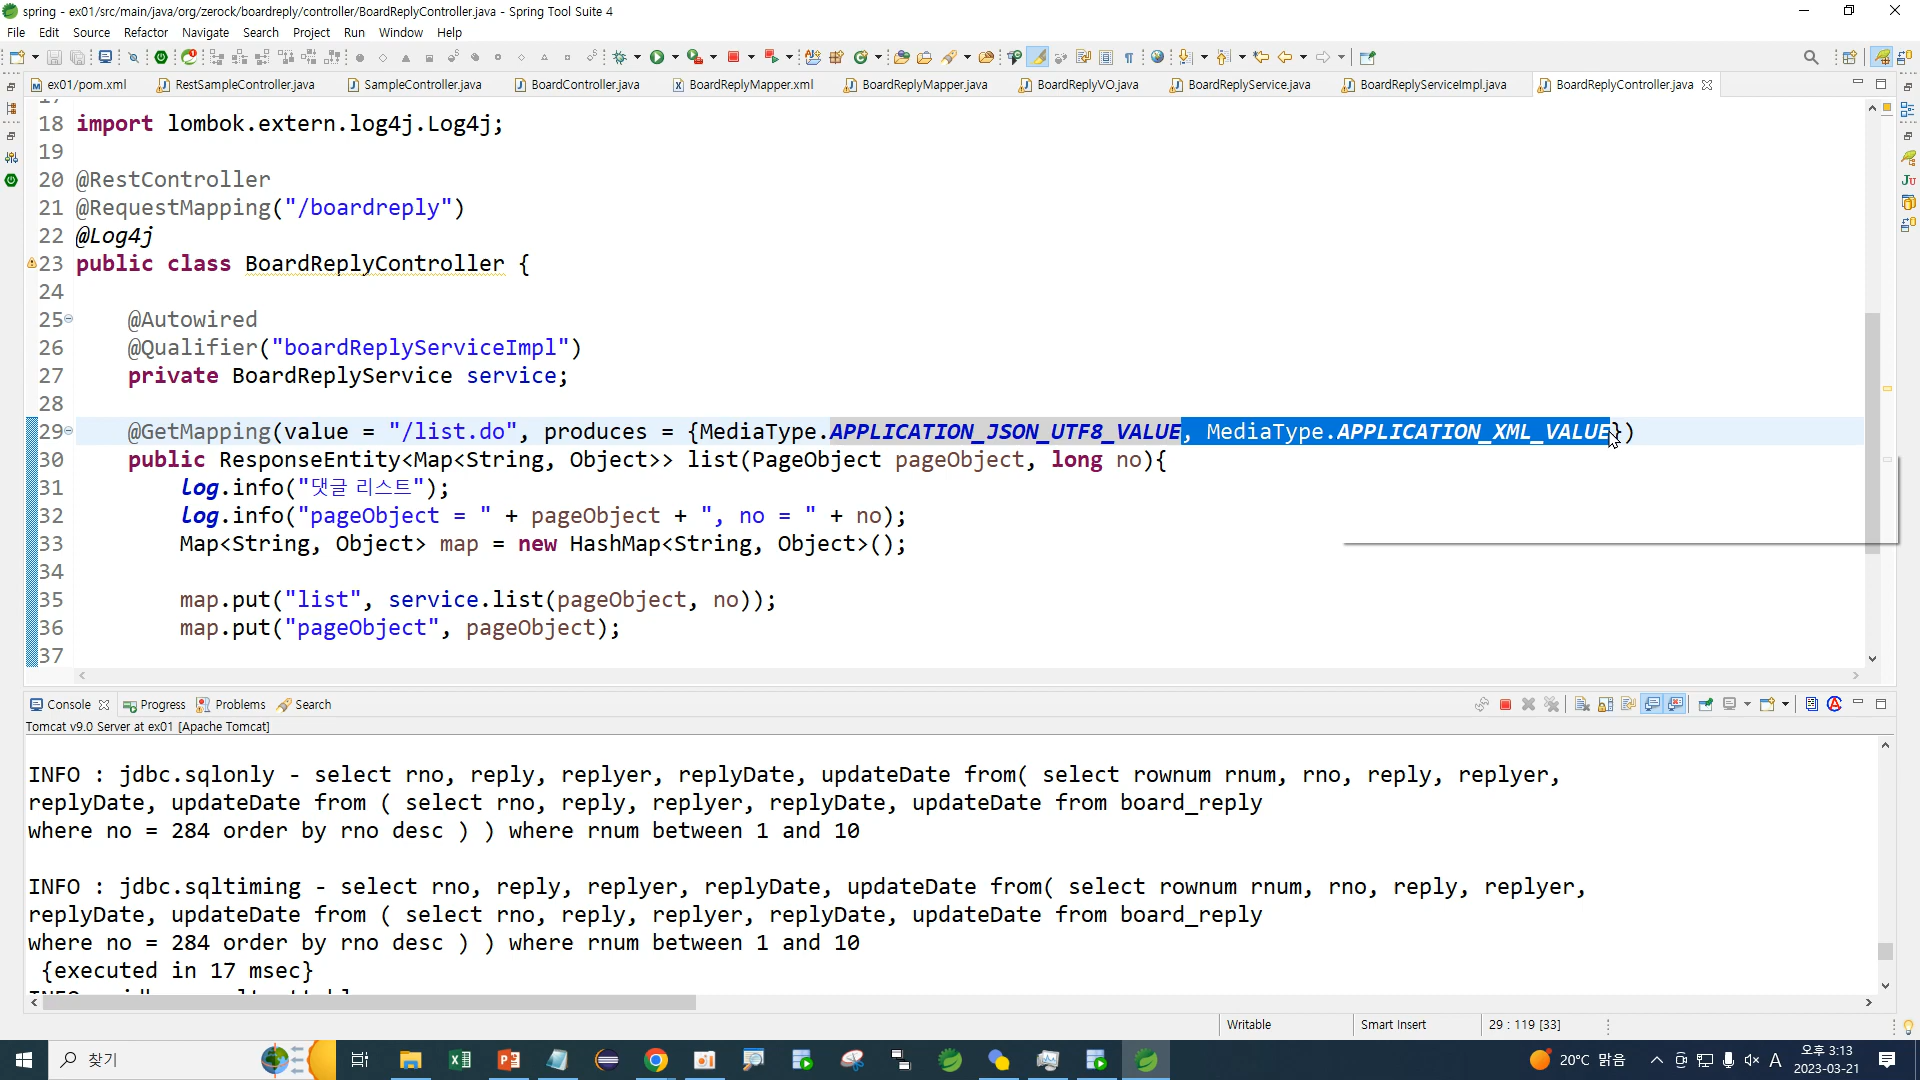 spring - ex01/src/main/java/org/zerock/boardreply/controller/BoardReplyController.java - Spring Tool Suite 4
File Edit Source Refactor Navigate Search Project Run Window Help
ex01/pom.xml RestSampleController.java SampleController.java BoardController.java BoardReplyMapper.xml BoardReplyMapper.java BoardReplyVO.java BoardReplyService.java BoardReplyServiceImpl.java BoardReplyController.java
18 import lombok.extern.log4j.Log4j;
19
20 @RestController
21 @RequestMapping("/boardreply")
22 @Log4j
23 public class BoardReplyController {
24
25 @Autowired
26 @Qualifier("boardReplyServiceImpl")
27 private BoardReplyService service;
28
29 @GetMapping(value = "/list.do", produces = {MediaType.APPLICATION_JSON_UTF8_VALUE, MediaType.APPLICATION_XML_VALUE})
30 public ResponseEntity<Map<String, Object>> list(PageObject pageObject, long no){
31 log.info("댓글 리스트");
32 log.info("pageObject = " + pageObject + ", no = " + no);
33 Map<String, Object> map = new HashMap<String, Object>();
34
35 map.put("list", service.list(pageObject, no));
36 map.put("pageObject", pageObject);
37
Console Progress Problems Search
Tomcat v9.0 Server at ex01 [Apache Tomcat]
INFO : jdbc.sqlonly - select rno, reply, replyer, replyDate, updateDate from( select rownum rnum, rno, reply, replyer,
replyDate, updateDate from ( select rno, reply, replyer, replyDate, updateDate from board_reply
where no = 284 order by rno desc ) ) where rnum between 1 and 10
INFO : jdbc.sqltiming - select rno, reply, replyer, replyDate, updateDate from( select rownum rnum, rno, reply, replyer,
replyDate, updateDate from ( select rno, reply, replyer, replyDate, updateDate from board_reply
where no = 284 order by rno desc ) ) where rnum between 1 and 10
{executed in 17 msec}
Writable Smart Insert 29 : 119 [33]
찾기 20°C 맑음 A 오후 3:13
2023-03-21